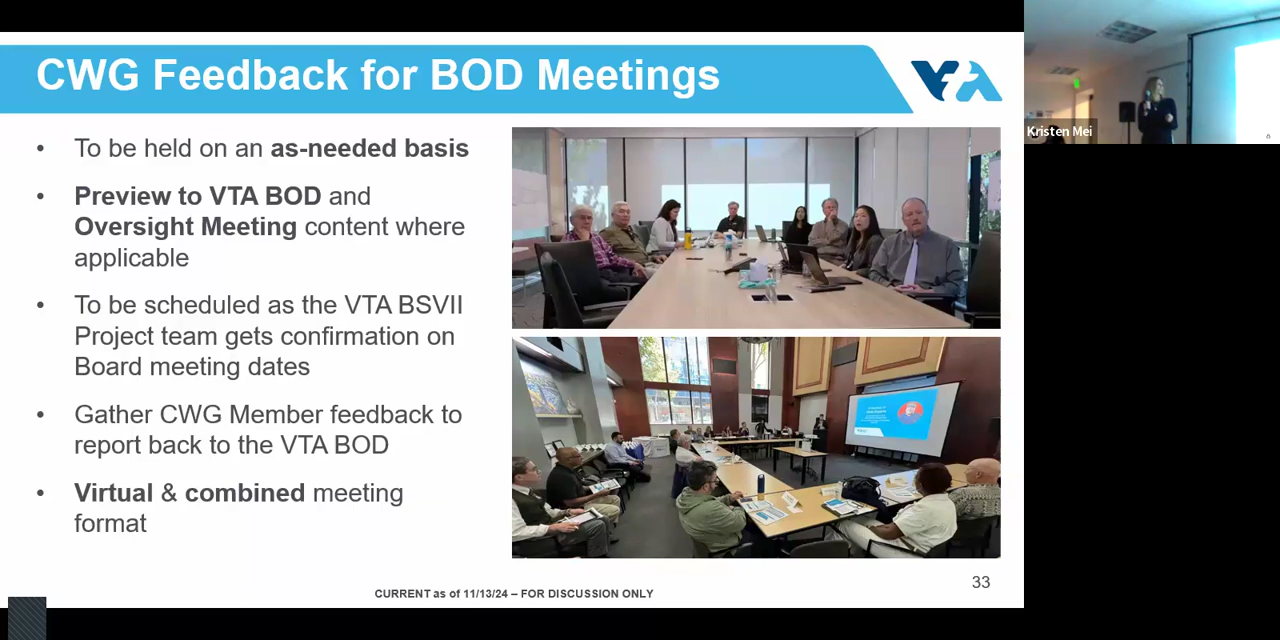 CWG Feedback for BOD Meetings
VTA
• To be held on an as-needed basis
• Preview to VTA BOD and
Oversight Meeting content where
applicable
• To be scheduled as the VTA BSVII
Project team gets confirmation on
Board meeting dates
• Gather CWG Member feedback to
report back to the VTA BOD
• Virtual & combined meeting
format
33
CURRENT as of 11/13/24 – FOR DISCUSSION ONLY
Kristen Mei